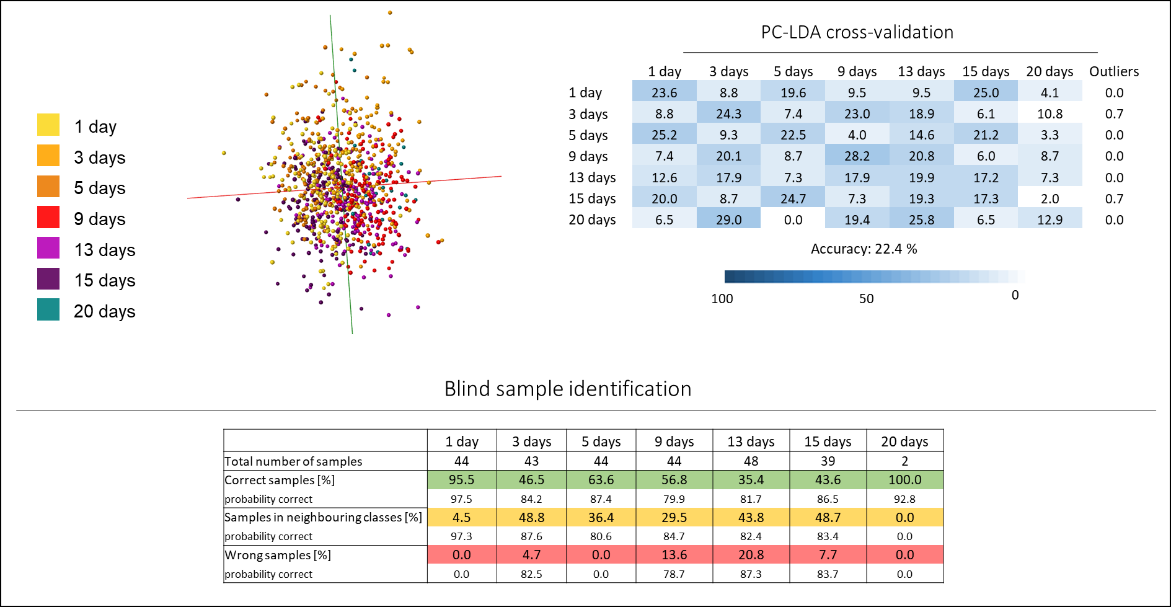 1 day
3 days
5 days
9 days
13 days
15 days
20 days
PC-LDA cross-validation
1 day 3 days 5 days 9 days 13 days 15 days 20 days Outliers
1 day 23.6 8.8 19.6 9.5 9.5 25.0 4.1 0.0
3 days 8.8 24.3 7.4 23.0 18.9 6.1 10.8 0.7
5 days 25.2 9.3 22.5 4.0 14.6 21.2 3.3 0.0
9 days 7.4 20.1 8.7 28.2 20.8 6.0 8.7 0.0
13 days 12.6 17.9 7.3 17.9 19.9 17.2 7.3 0.0
15 days 20.0 8.7 24.7 7.3 19.3 17.3 2.0 0.7
20 days 6.5 29.0 0.0 19.4 25.8 6.5 12.9 0.0
Accuracy: 22.4 %
100 50 0
Blind sample identification
1 day 3 days 5 days 9 days 13 days 15 days 20 days
Total number of samples 44 43 44 44 48 39 2
Correct samples [%] 95.5 46.5 63.6 56.8 35.4 43.6 100.0
probability correct 97.5 84.2 87.4 79.9 81.7 86.5 92.8
Samples in neighbouring classes [%] 4.5 48.8 36.4 29.5 43.8 48.7 0.0
probability correct 97.3 87.6 80.6 84.7 82.4 83.4 0.0
Wrong samples [%] 0.0 4.7 0.0 13.6 20.8 7.7 0.0
probability correct 0.0 82.5 0.0 78.7 87.3 83.7 0.0